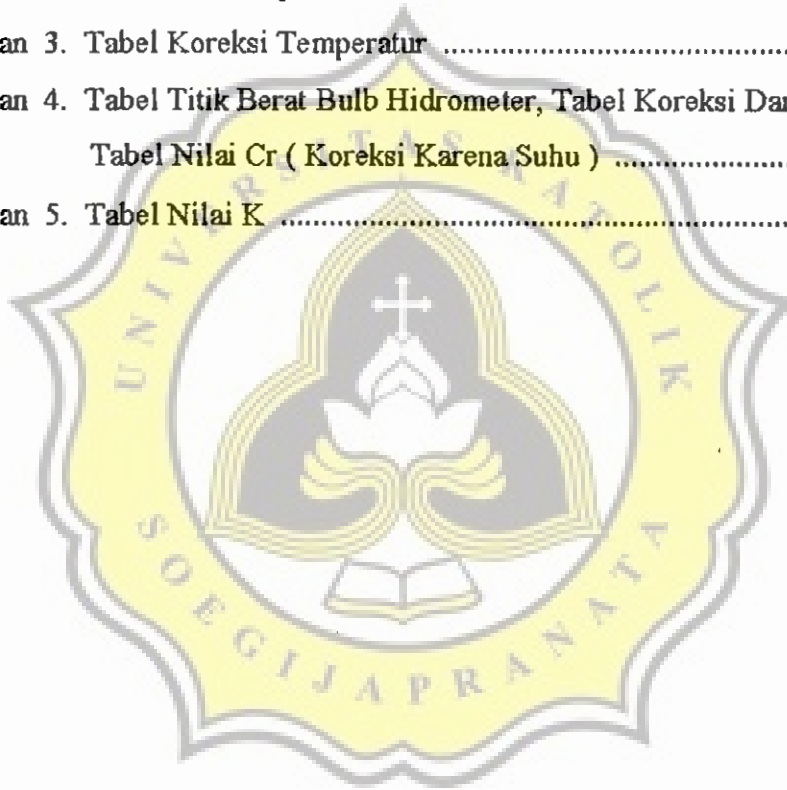 an 3. Tabel Koreksi Temperatur ........................................
an 4. Tabel Titik Berat Bulb Hidrometer, Tabel Koreksi Dan
Tabel Nilai Cr ( Koreksi Karena Suhu ) .....................
an 5. Tabel Nilai K ............................................................
UNIVERSITAS KATOLIK
SOEGIJAPRANATA